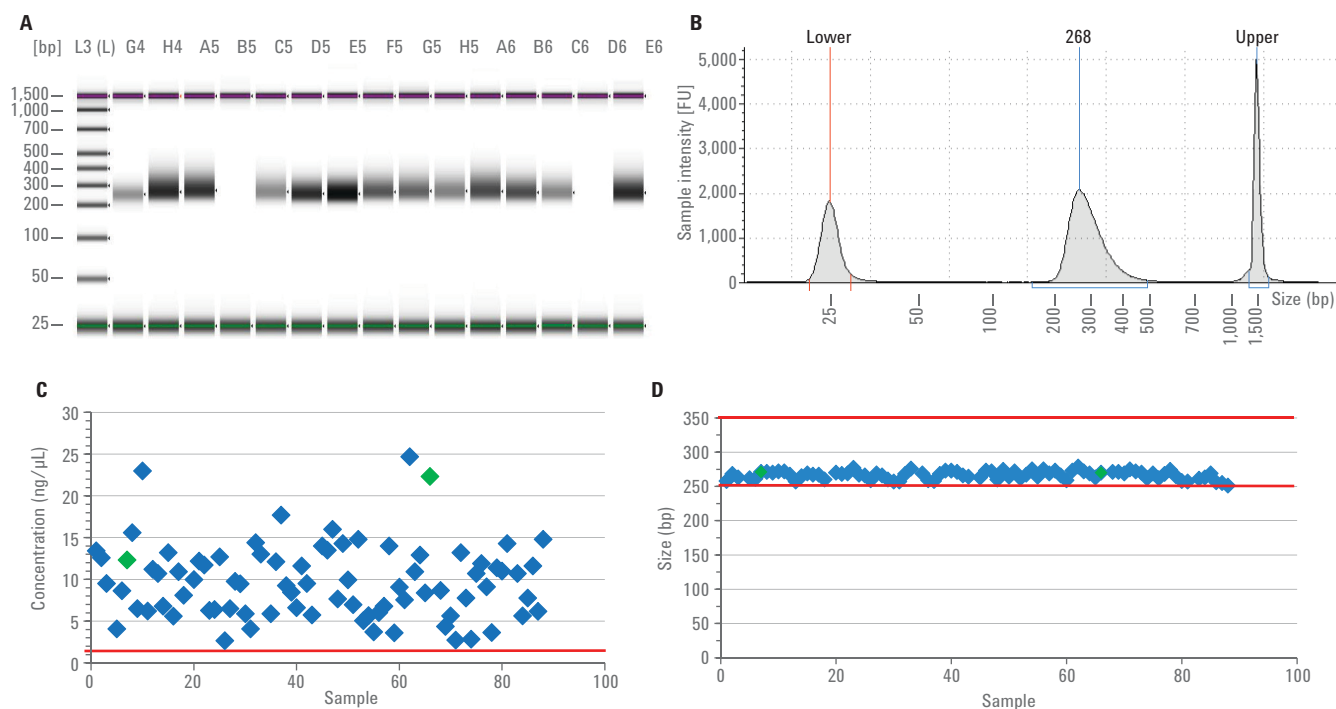 A
[bp] L3 (L) G4 H4 A5 B5 C5 D5 E5 F5 G5 H5 A6 B6 C6 D6 E6
1,500
1,000
700
500
400
300
200
100
50
25
B
Lower 268 Upper
Sample intensity [FU]
5,000
4,000
3,000
2,000
1,000
0
25 50 100 200 300 400 500 700 1,000 1,500
Size (bp)
C
Concentration (ng/µL)
30
25
20
15
10
5
0
0 20 40 60 80 100
Sample
D
Size (bp)
350
300
250
200
150
100
50
0
0 20 40 60 80 100
Sample